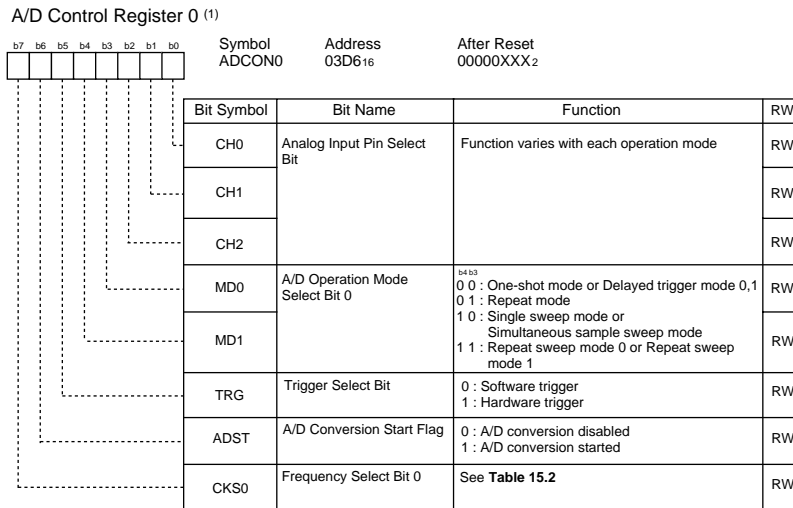 A/D Control Register 0 (1)
b7 b6 b5 b4 b3 b2 b1 b0
Symbol Address After Reset
ADCON0 03D616 00000XXX2
Bit Symbol Bit Name Function RW
CH0 Analog Input Pin Select Function varies with each operation mode RW
Bit
CH1 RW
CH2 RW
MD0 A/D Operation Mode b4 b3 RW
Select Bit 0 0 0 : One-shot mode or Delayed trigger mode 0,1
0 1 : Repeat mode
1 0 : Single sweep mode or
Simultaneous sample sweep mode
MD1 1 1 : Repeat sweep mode 0 or Repeat sweep RW
mode 1
TRG Trigger Select Bit 0 : Software trigger RW
1 : Hardware trigger
ADST A/D Conversion Start Flag 0 : A/D conversion disabled RW
1 : A/D conversion started
CKS0 Frequency Select Bit 0 See Table 15.2 RW